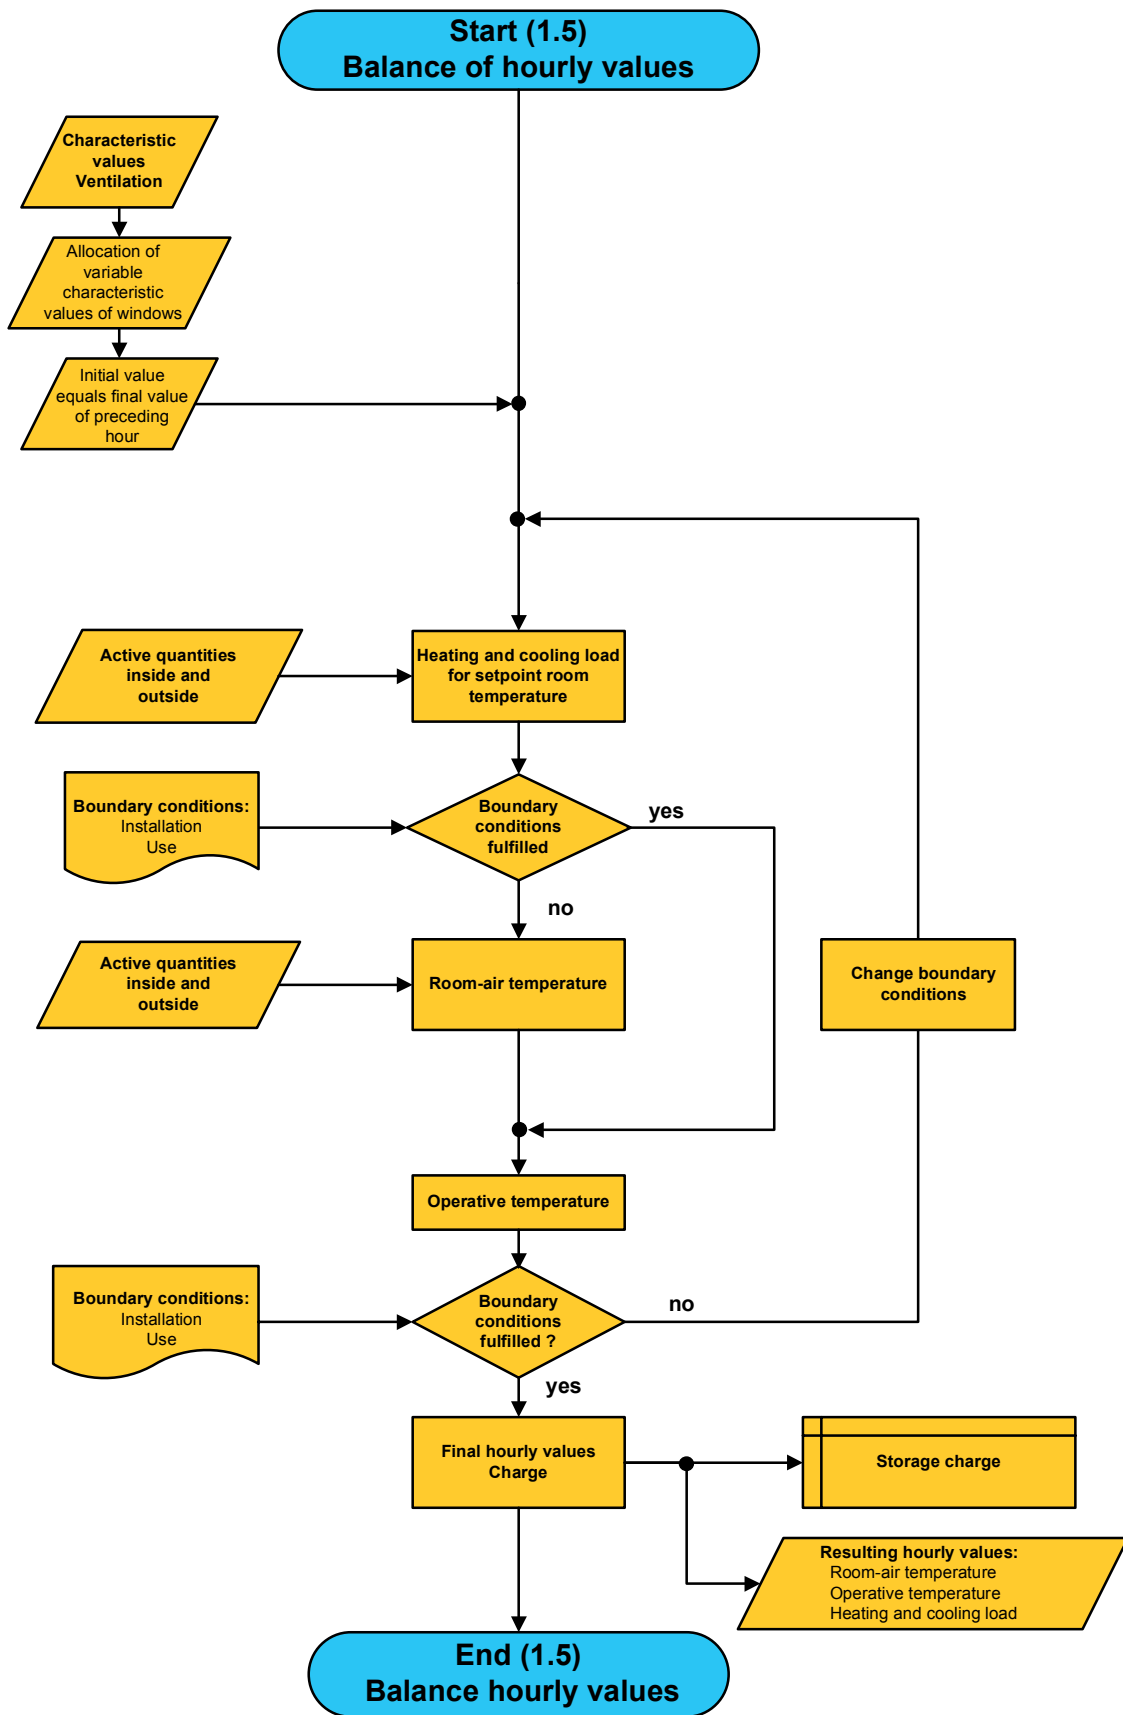 Start (1.5)
Balance of hourly values
Characteristic
values
Ventilation
Allocation of
variable
characteristic
values of windows
Initial value
equals final value
of preceding
hour
Active quantities
inside and
outside
Heating and cooling load
for setpoint room
temperature
Boundary conditions:
Installation
Use
Boundary
conditions
fulfilled
yes
no
Active quantities
inside and
outside
Room-air temperature
Change boundary
conditions
Operative temperature
Boundary conditions:
Installation
Use
Boundary
conditions
fulfilled ?
no
yes
Final hourly values
Charge
Storage charge
Resulting hourly values:
Room-air temperature
Operative temperature
Heating and cooling load
End (1.5)
Balance hourly values